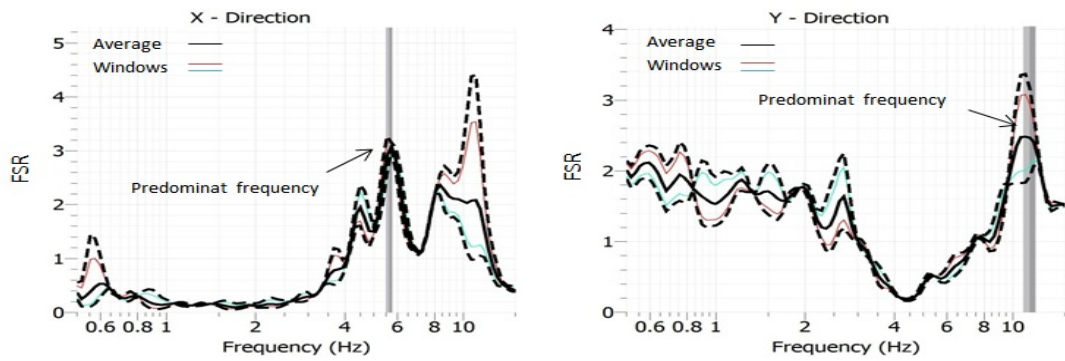 X - Direction
5
4
3
2
1
0
FSR
Average
Windows
Predominat frequency
0.6 0.8 1 2 4 6 8 10
Frequency (Hz)
Y - Direction
4
3
2
1
0
FSR
Average
Windows
Predominat frequency
0.6 0.8 1 2 4 6 8 10
Frequency (Hz)